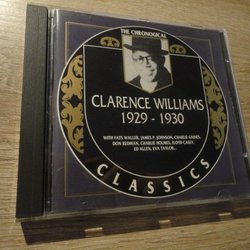 THE CHRONOLOGICAL
CLARENCE WILLIAMS
1929 - 1930
WITH FATS WALLER, JAMES P. JOHNSON, CHARLIE GAINES,
DON REDMAN, CHARLIE HOLMES, FLOYD CASEY,
ED ALLEN, EVA TAYLOR...
CLASSICS